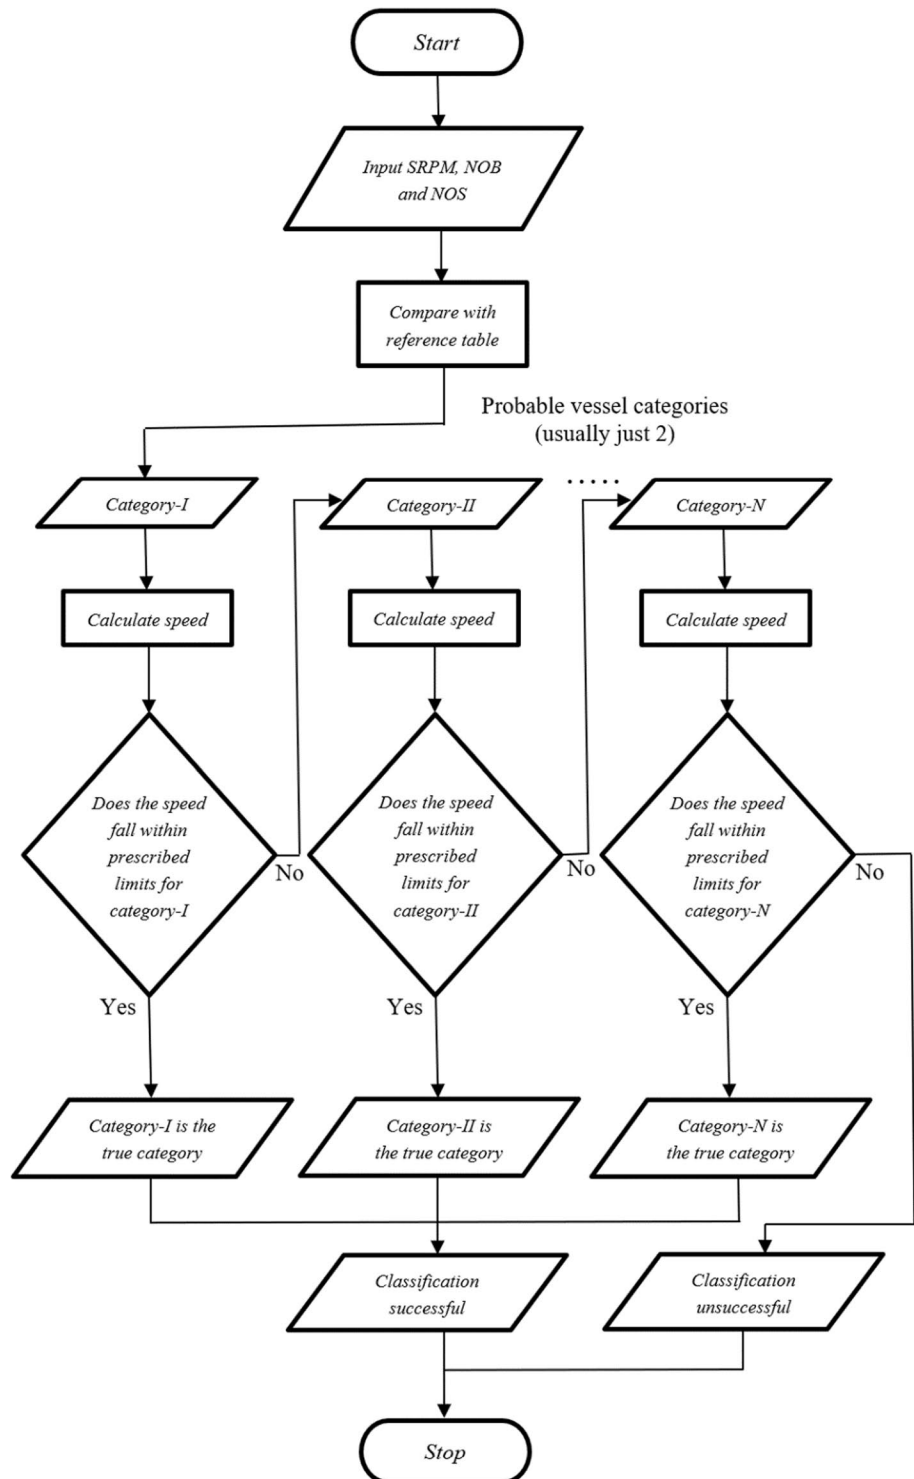 Start
Input SRPM, NOB
and NOS
Compare with
reference table
Probable vessel categories
(usually just 2)
Category-I
Category-II
.....
Category-N
Calculate speed
Calculate speed
Calculate speed
Does the speed
fall within
prescribed
limits for
category-I
No
Does the speed
fall within
prescribed
limits for
category-II
No
Does the speed
fall within
prescribed
limits for
category-N
No
Yes
Yes
Yes
Category-I is the
true category
Category-II is
the true category
Category-N is
the true category
Classification
successful
Classification
unsuccessful
Stop